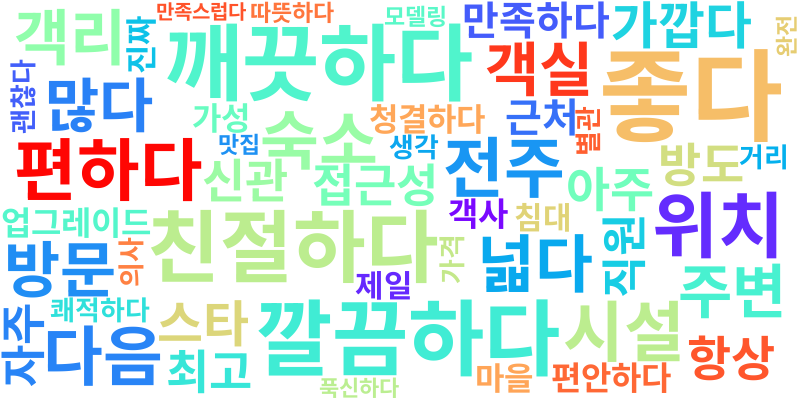 만족스럽다
따뜻하다
모델링
만족하다
가깝다
완전
객리
진짜
깨끗하다
객실
좋다
괜찮다
많다
가성
숙소
청결하다
근처
별관
맛집
생각
전주
방도
거리
편하다
신관
접근성
아주
위치
업그레이드
친절하다
객사
침대
직원
방문
의사
가격
넓다
주변
제일
쾌적하다
자주
다음
스타
깔끔하다
시설
항상
최고
푹신하다
마을
편안하다